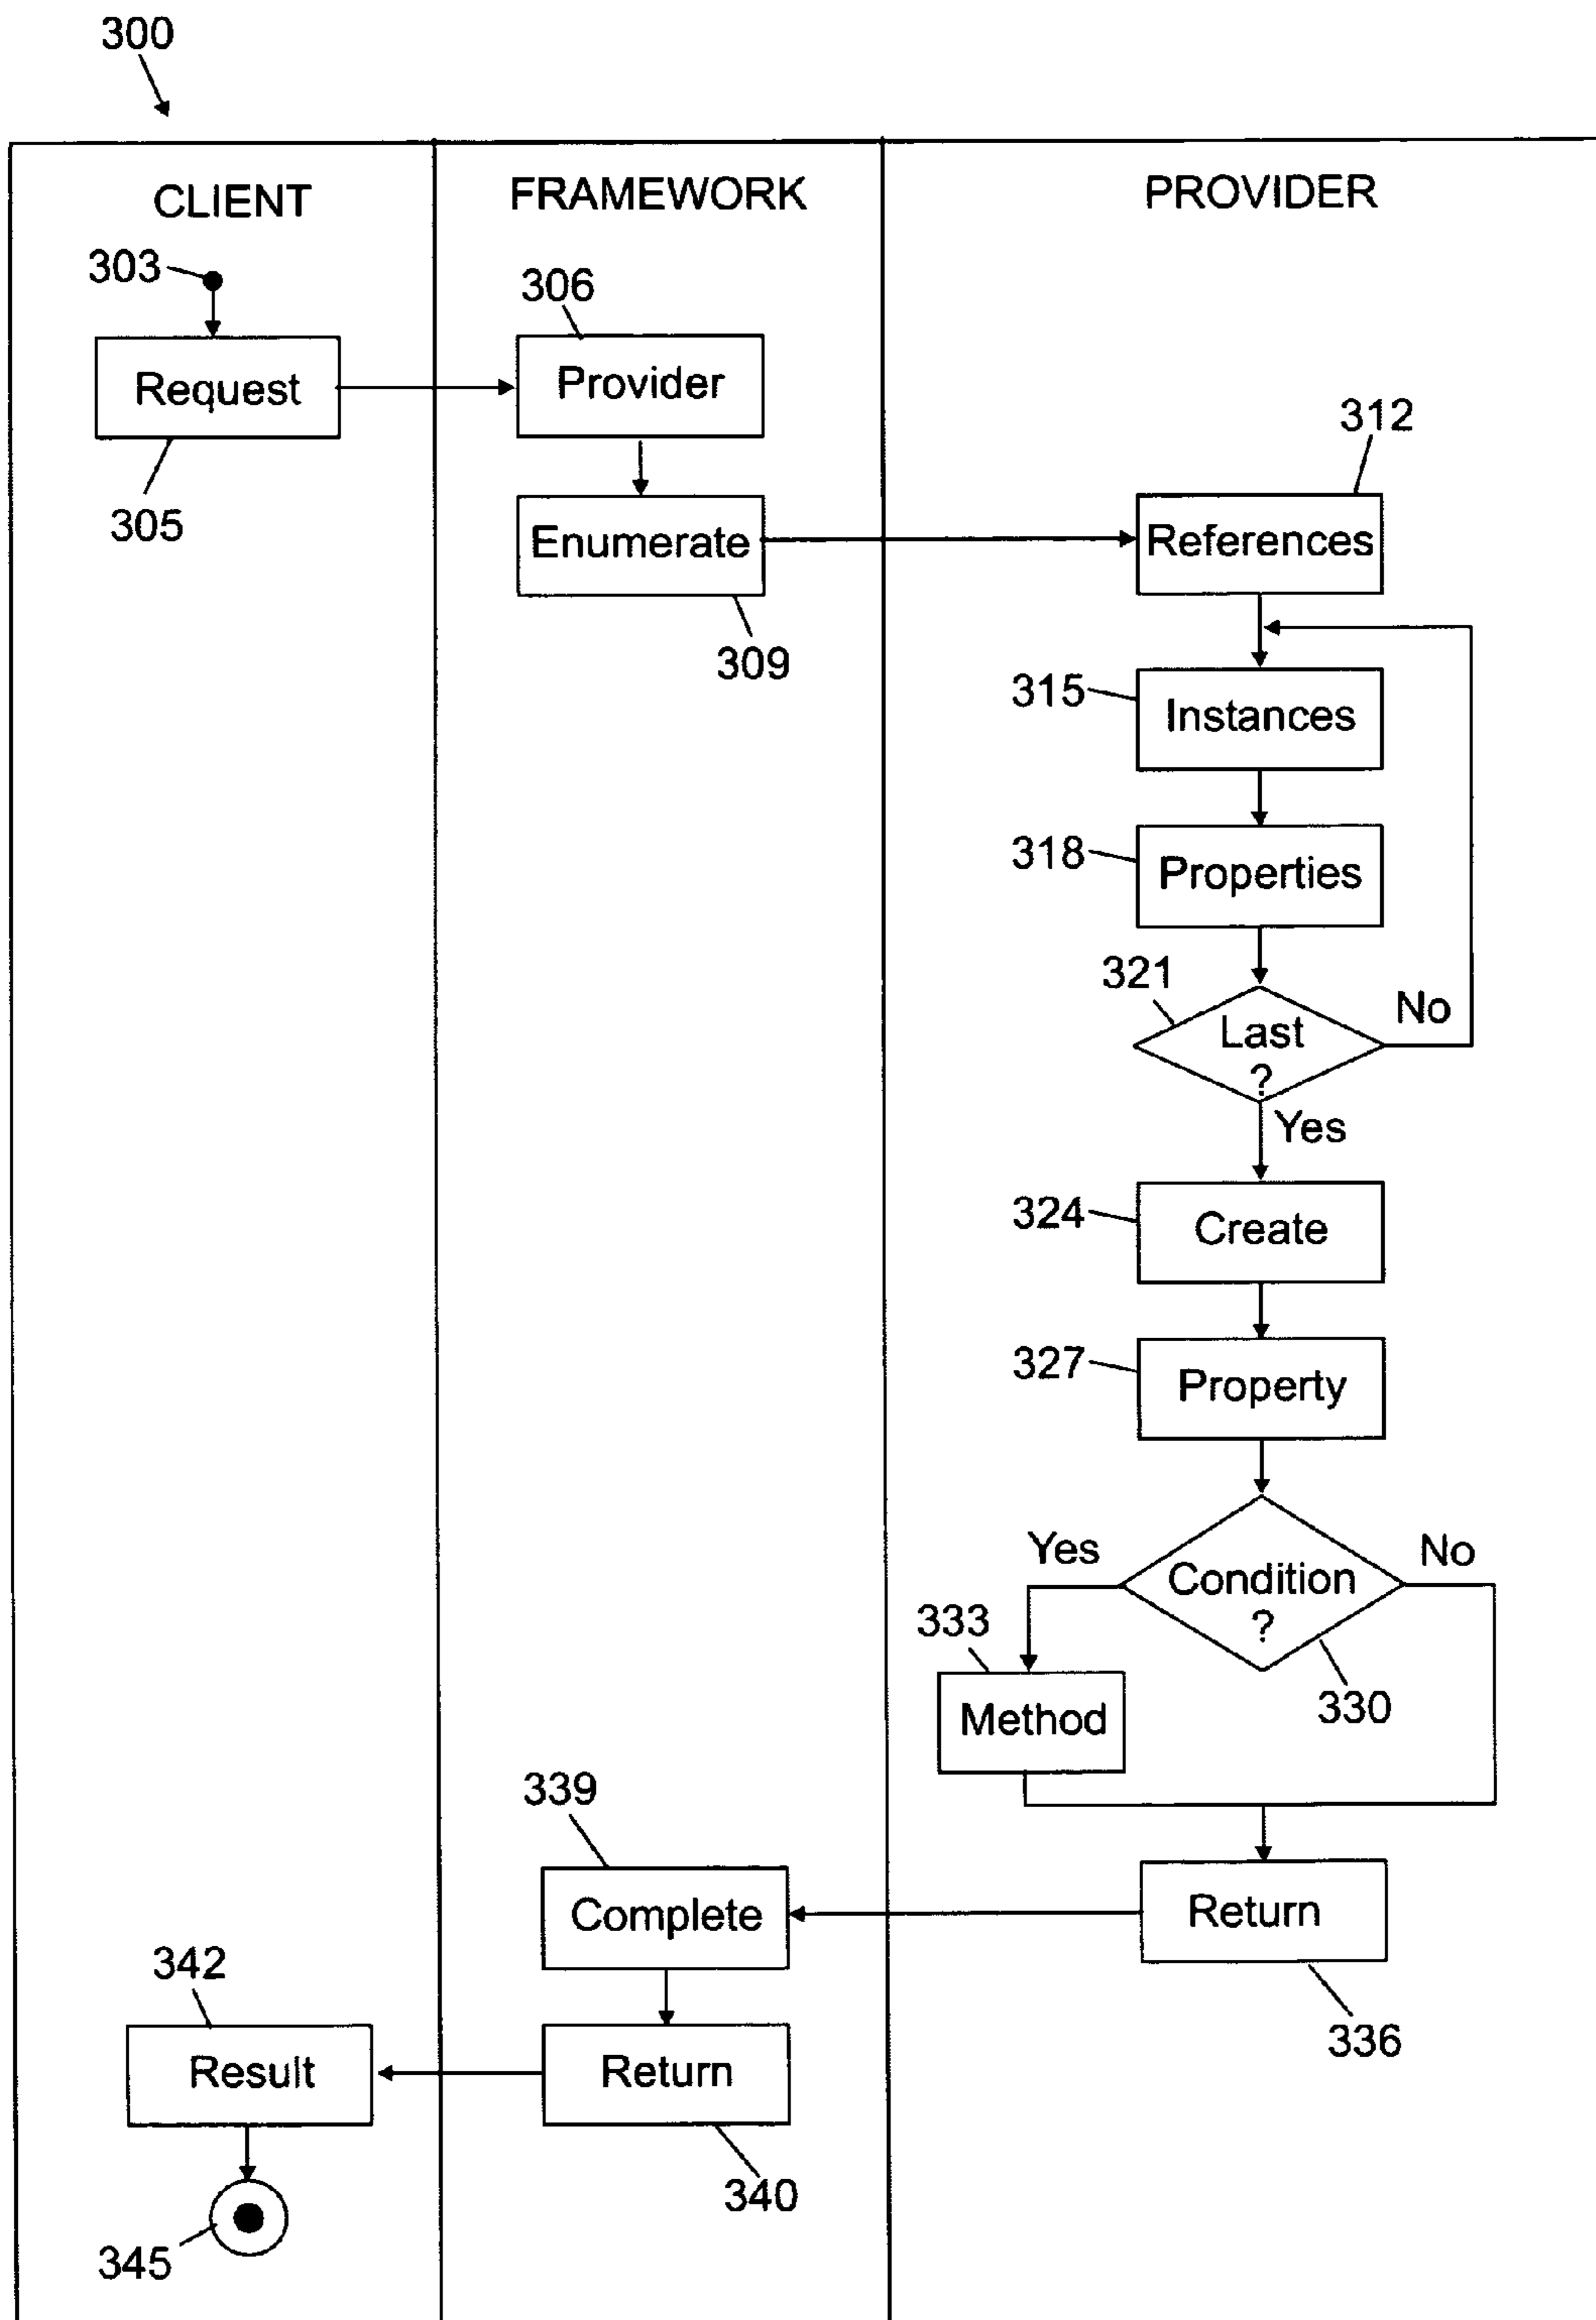 300
CLIENT
FRAMEWORK
PROVIDER
303
306
Request
Provider
312
305
Enumerate
References
309
315
Instances
318
Properties
321
No
Last
?
Yes
324
Create
327
Property
Yes
No
Condition
?
333
330
Method
339
Complete
Return
342
336
Result
Return
340
345